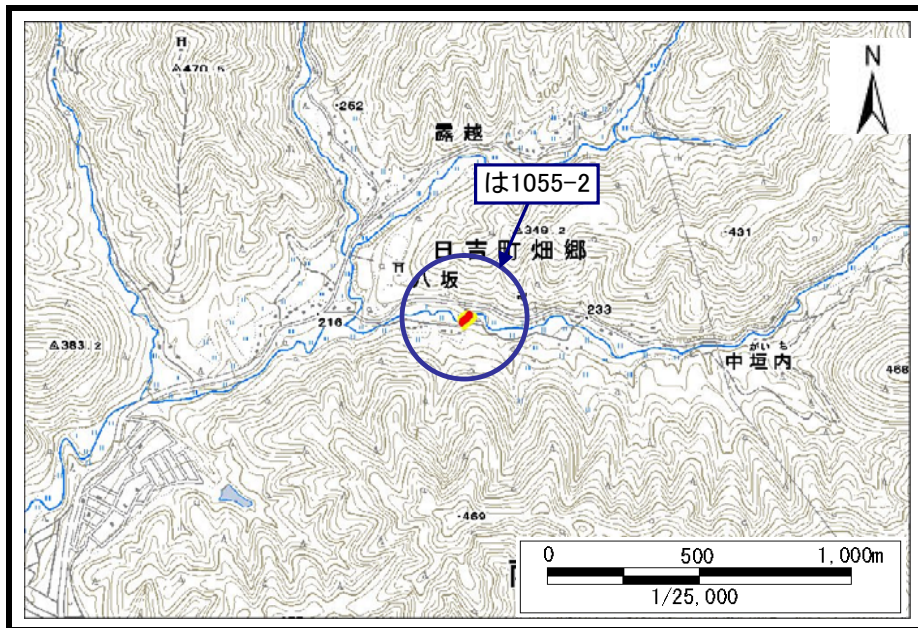 470.5
N
262
露越
は1055-2
349.2
431
日吉町畑郷
八坂
216
233
383.2
がいち
中垣内
468
469
0 500 1,000m
1/25,000